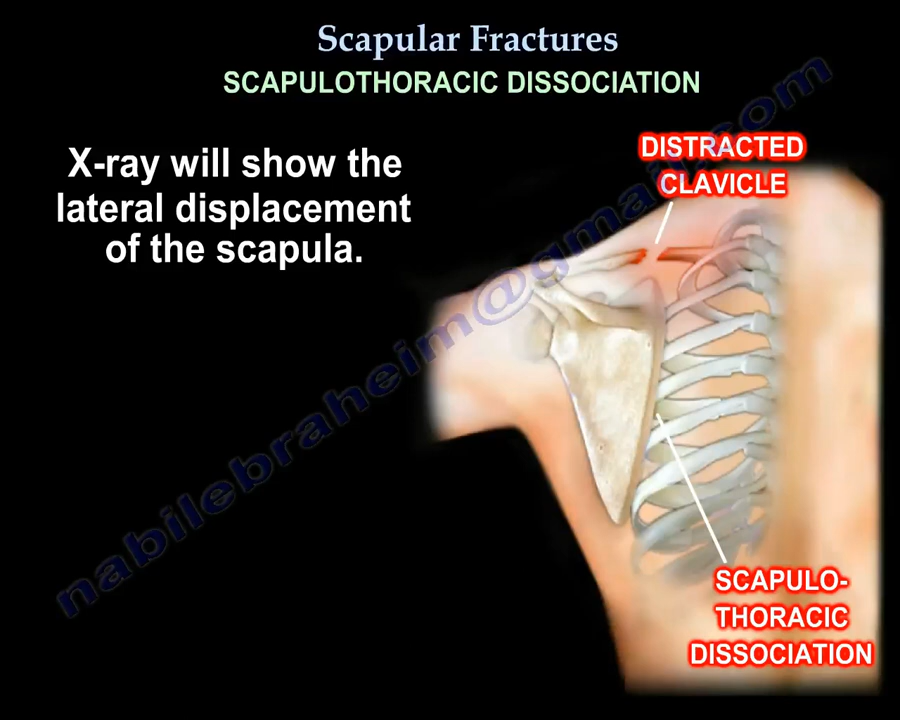 Scapular Fractures
SCAPULOTHORACIC DISSOCIATION
X-ray will show the
lateral displacement
of the scapula.
DISTRACTED
CLAVICLE
SCAPULO-
THORACIC
DISSOCIATION
nabilebraheim@gmail.com